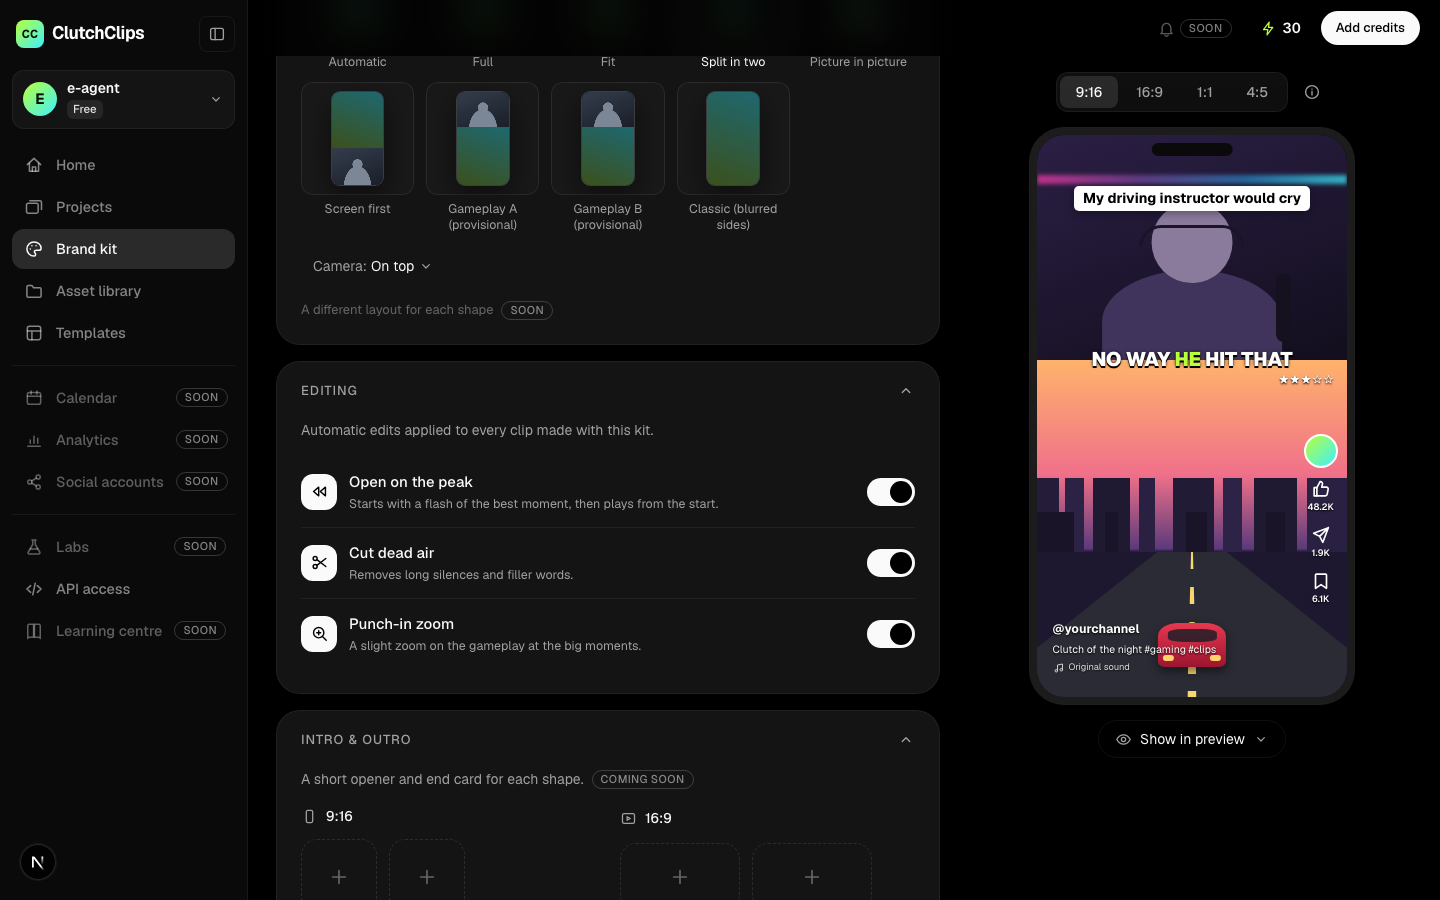 CC ClutchClips
e-agent
E
Free
Home
Projects
Brand kit
Asset library
Templates
Calendar SOON
Analytics SOON
Social accounts SOON
Labs SOON
API access
Learning centre SOON
N
Automatic Full Fit Split in two Picture in picture
Screen first Gameplay A Gameplay B Classic (blurred
(provisional) (provisional) sides)
Camera: On top
A different layout for each shape SOON
EDITING
Automatic edits applied to every clip made with this kit.
Open on the peak
Starts with a flash of the best moment, then plays from the start.
Cut dead air
Removes long silences and filler words.
Punch-in zoom
A slight zoom on the gameplay at the big moments.
INTRO & OUTRO
A short opener and end card for each shape. COMING SOON
9:16 16:9
SOON 30 Add credits
9:16 16:9 1:1 4:5
My driving instructor would cry
NO WAY HE HIT THAT
★★★☆☆
48.2K
1.9K
6.1K
@yourchannel
Clutch of the night #gaming #clips
Original sound
Show in preview